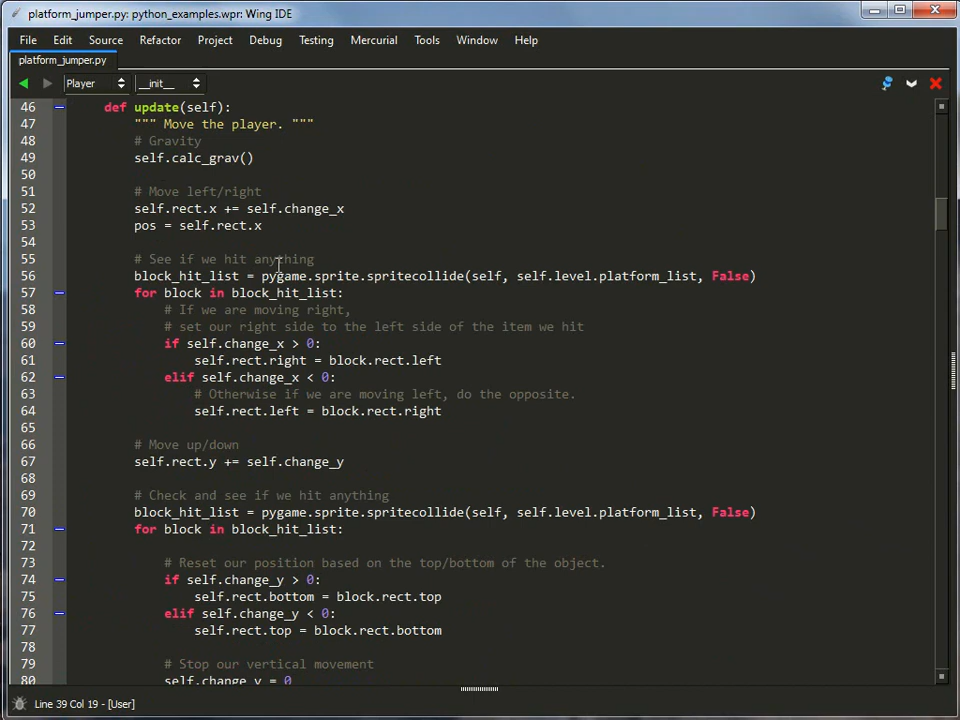 platform_jumper.py: python_examples.wpr: Wing IDE
File Edit Source Refactor Project Debug Testing Mercurial Tools Window Help
platform_jumper.py
Player __init__
46 def update(self):
47 """ Move the player. """
48 # Gravity
49 self.calc_grav()
50
51 # Move left/right
52 self.rect.x += self.change_x
53 pos = self.rect.x
54
55 # See if we hit anything
56 block_hit_list = pygame.sprite.spritecollide(self, self.level.platform_list, False)
57 for block in block_hit_list:
58 # If we are moving right,
59 # set our right side to the left side of the item we hit
60 if self.change_x > 0:
61 self.rect.right = block.rect.left
62 elif self.change_x < 0:
63 # Otherwise if we are moving left, do the opposite.
64 self.rect.left = block.rect.right
65
66 # Move up/down
67 self.rect.y += self.change_y
68
69 # Check and see if we hit anything
70 block_hit_list = pygame.sprite.spritecollide(self, self.level.platform_list, False)
71 for block in block_hit_list:
72
73 # Reset our position based on the top/bottom of the object.
74 if self.change_y > 0:
75 self.rect.bottom = block.rect.top
76 elif self.change_y < 0:
77 self.rect.top = block.rect.bottom
78
79 # Stop our vertical movement
80 self.change_y = 0
Line 39 Col 19 - [User]